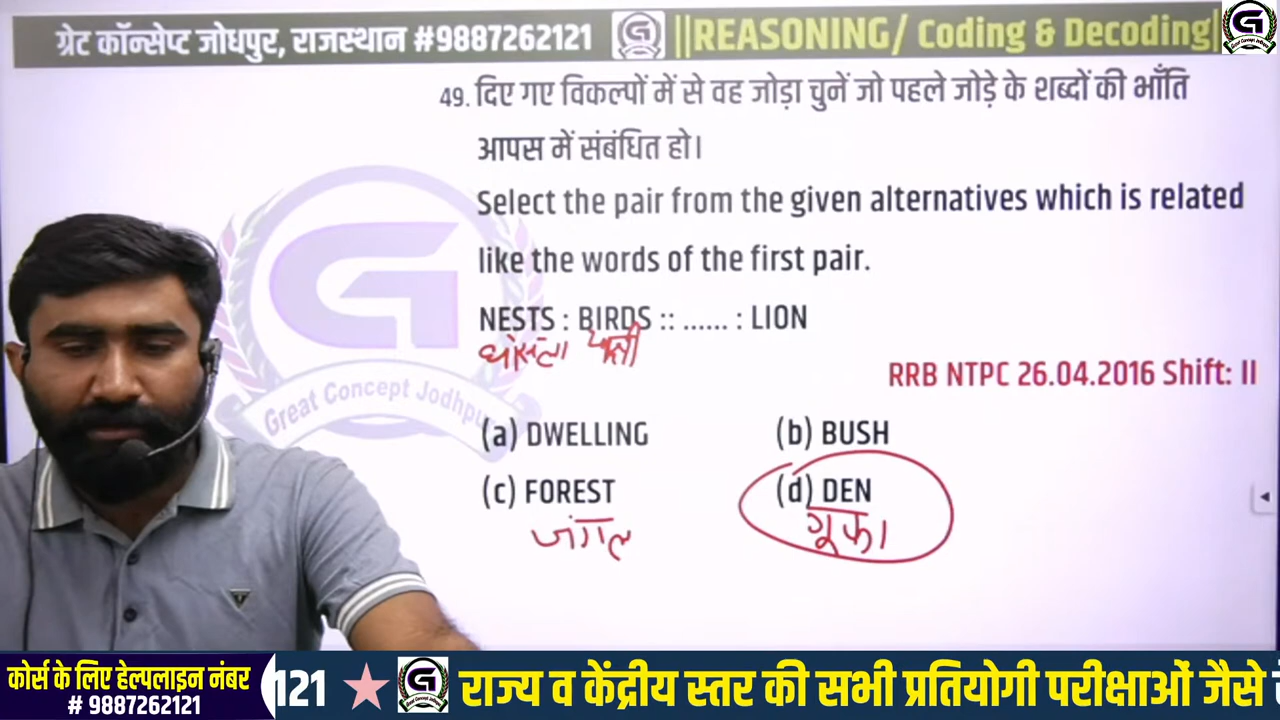 ग्रेट कॉन्सेप्ट जोधपुर, राजस्थान #9887262121
||REASONING/ Coding & Decoding||
49. दिए गए विकल्पों में से वह जोड़ा चुनें जो पहले जोड़े के शब्दों की भाँति
आपस में संबंधित हो।
Select the pair from the given alternatives which is related
like the words of the first pair.
NESTS : BIRDS :: ...... : LION
RRB NTPC 26.04.2016 Shift: II
Great Concept Jodhpur
(a) DWELLING (b) BUSH
(c) FOREST (d) DEN
जंगल गूफा
कोर्स के लिए हेल्पलाइन नंबर
# 9887262121
121
राज्य व केंद्रीय स्तर की सभी प्रतियोगी परीक्षाओं जैसे